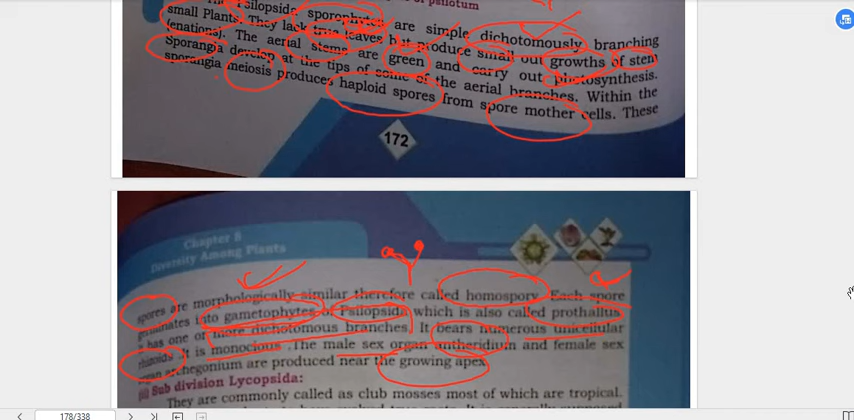 of Psilotum
The Psilopsida sporophytes are simple dichotomously branching
small Plants. They lack true leaves but produce small out growths of stem
(enations). The aerial stems are green and carry out photosynthesis.
Sporangia develop at the tips of some of the aerial branches. Within the
sporangia meiosis produces haploid spores from spore mother cells. These
172
Chapter 8
Diversity Among Plants
spores are morphologically similar therefore called homospory. Each spore
germinates into gametophytes of Psilopsida which is also called prothallus
it has one or more dichotomous branches. It bears numerous unicellular
rhizoids. It is monocious. The male sex organ antheridium and female sex
organ archegonium are produced near the growing apex.
(ii) Sub division Lycopsida:
They are commonly called as club mosses most of which are tropical.
178/338